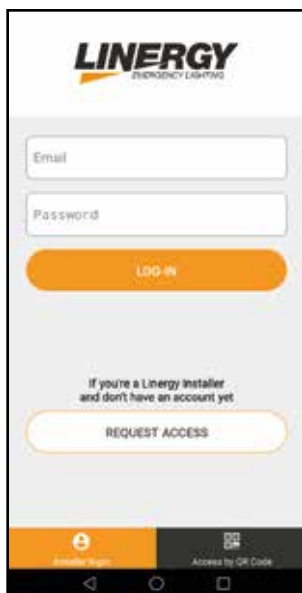 LINERGY
EMERGENCY LIGHTING
Email
Password
LOG-IN
If you're a Linergy Installer
and don't have an account yet
REQUEST ACCESS
Installer login
Access by QR Code